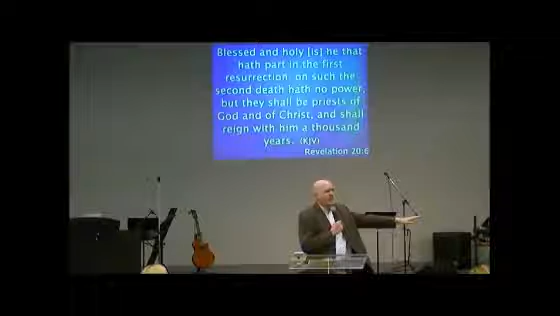 Blessed and holy [is] he that
hath part in the first
resurrection: on such the
second death hath no power,
but they shall be priests of
God and of Christ, and shall
reign with him a thousand
years. (KJV)
Revelation 20:6